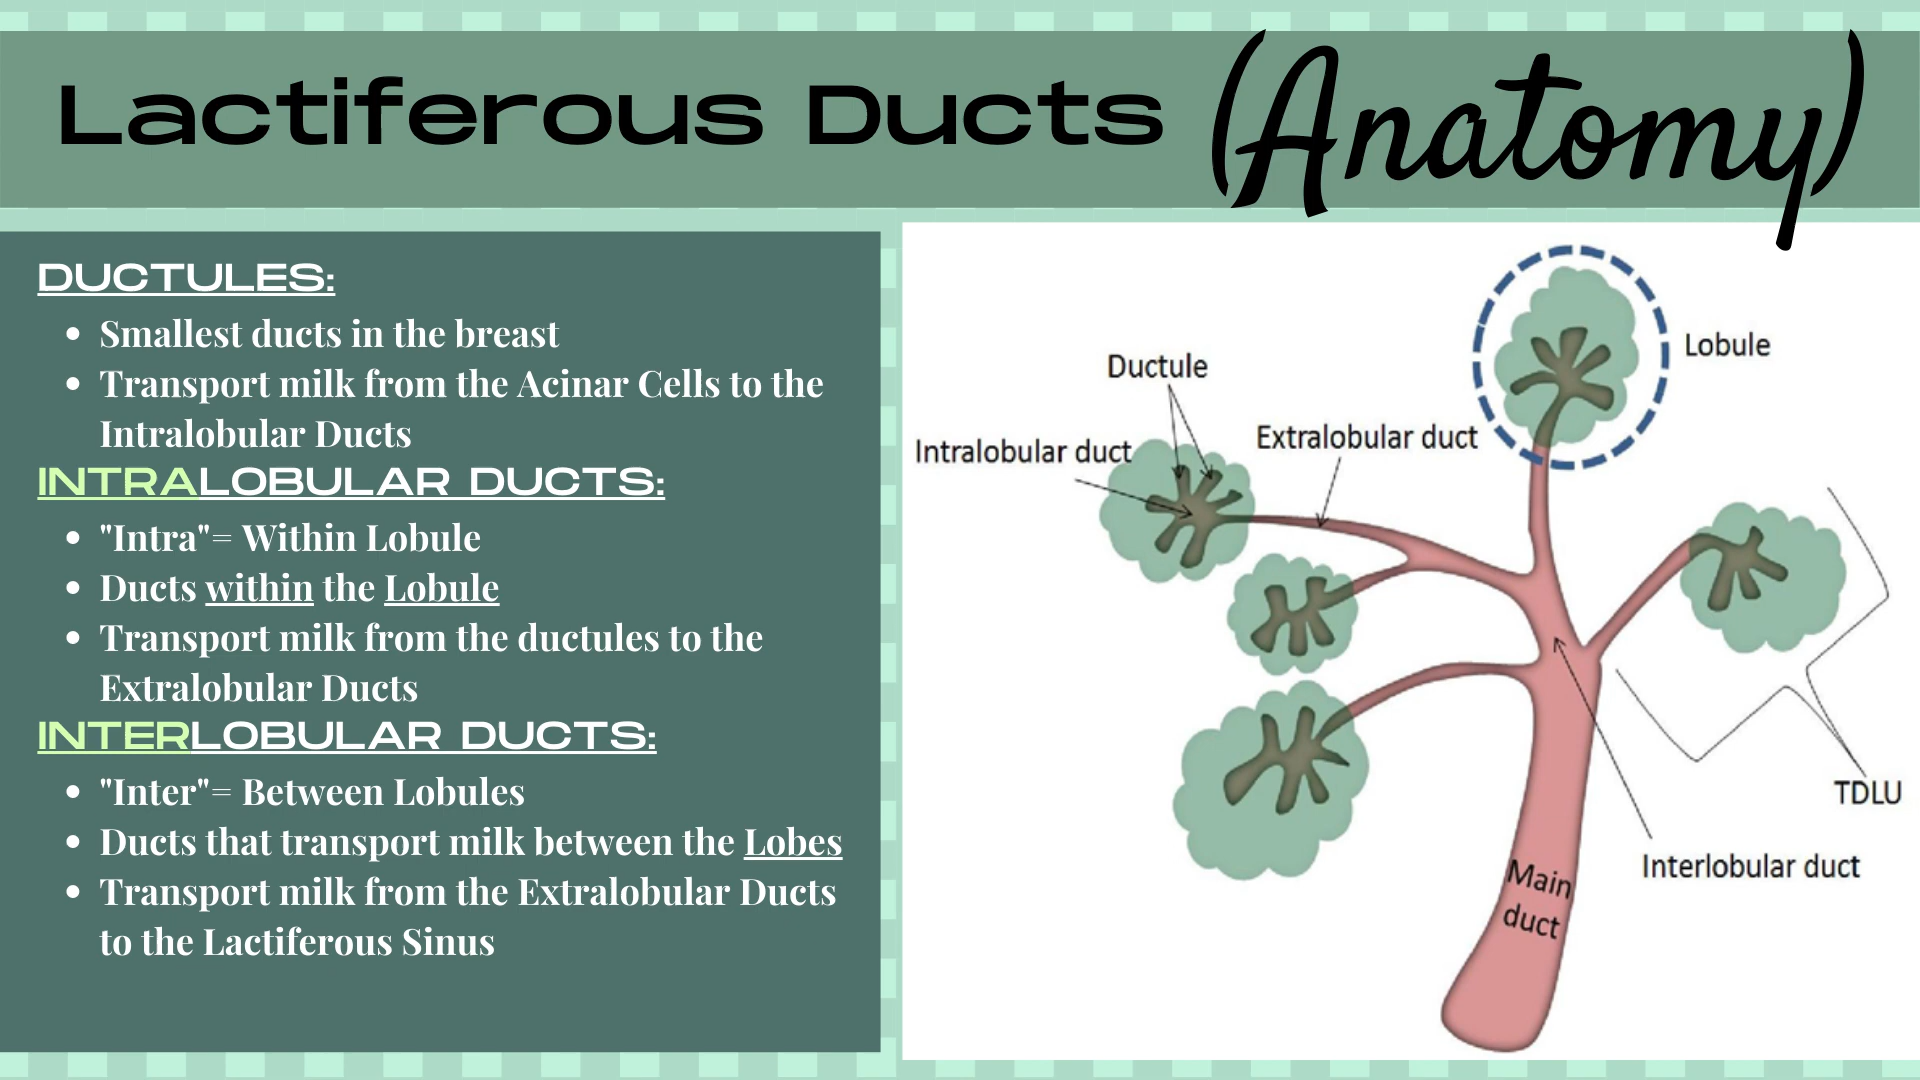 Lactiferous Ducts (Anatomy)
DUCTULES:
• Smallest ducts in the breast
• Transport milk from the Acinar Cells to the
Intralobular Ducts
INTRALOBULAR DUCTS:
• "Intra"= Within Lobule
• Ducts within the Lobule
• Transport milk from the ductules to the
Extralobular Ducts
INTERLOBULAR DUCTS:
• "Inter"= Between Lobules
• Ducts that transport milk between the Lobes
• Transport milk from the Extralobular Ducts
to the Lactiferous Sinus
Lobule
Ductule
Extralobular duct
Intralobular duct
TDLU
Interlobular duct
Main
duct